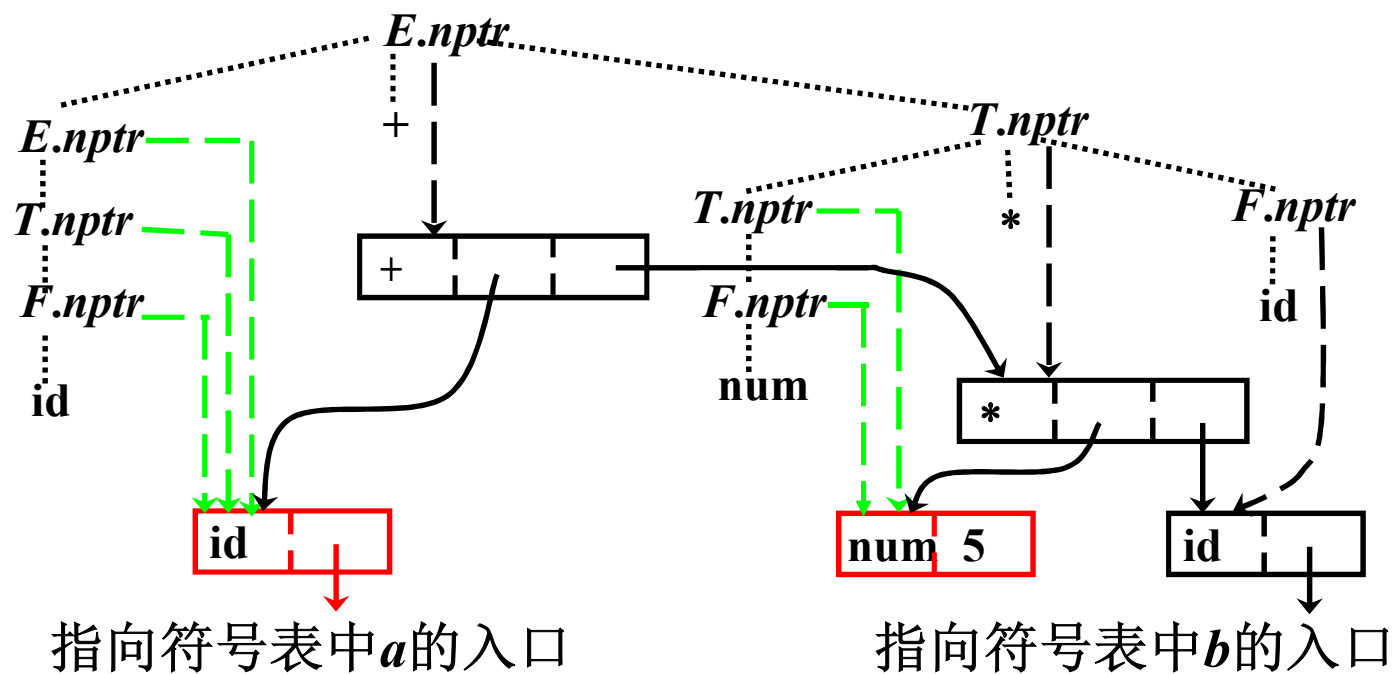 E.nptr
E.nptr + T.nptr
T.nptr T.nptr * F.nptr
+
F.nptr F.nptr id
id num
*
id num 5 id
指向符号表中a的入口 指向符号表中b的入口